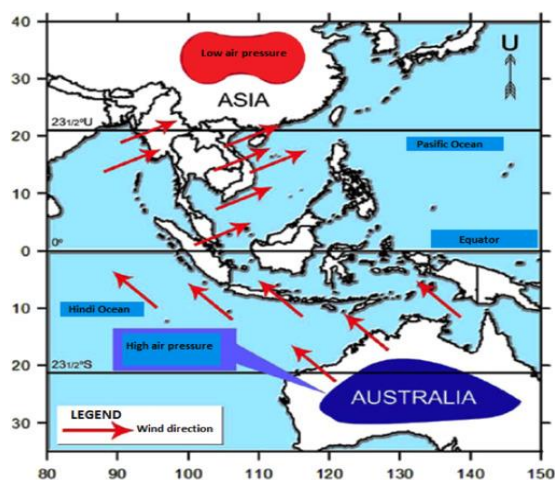 40
30
20
10
0
10
20
30
Low air pressure
U
ASIA
23 1/2° U
Pasific Ocean
Equator
0°
Hindi Ocean
High air pressure
23 1/2° S
AUSTRALIA
LEGEND
Wind direction
80 90 100 110 120 130 140 150